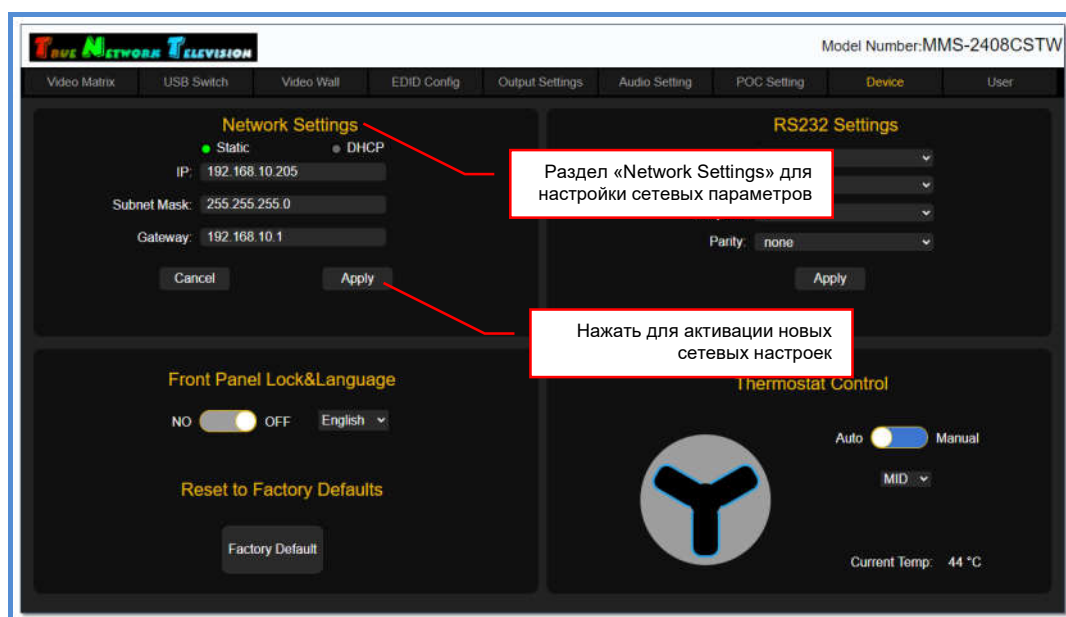 True Network Television
Model Number:MMS-2408CSTW
Video Matrix USB Switch Video Wall EDID Config Output Settings Audio Setting POC Setting Device User
Network Settings
Static DHCP
IP: 192.168.10.205
Subnet Mask: 255.255.255.0
Gateway: 192.168.10.1
Cancel Apply
Раздел «Network Settings» для
настройки сетевых параметров
RS232 Settings
Parity: none
Apply
Нажать для активации новых
сетевых настроек
Front Panel Lock&Language
NO OFF English
Reset to Factory Defaults
Factory Default
Thermostat Control
Auto Manual
MID
Current Temp: 44 °C